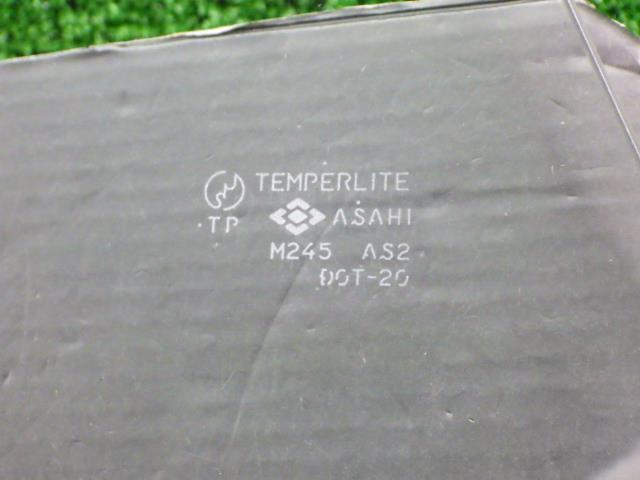 TEMPERLITE
TP ASAHI
M245 AS2
DOT-20